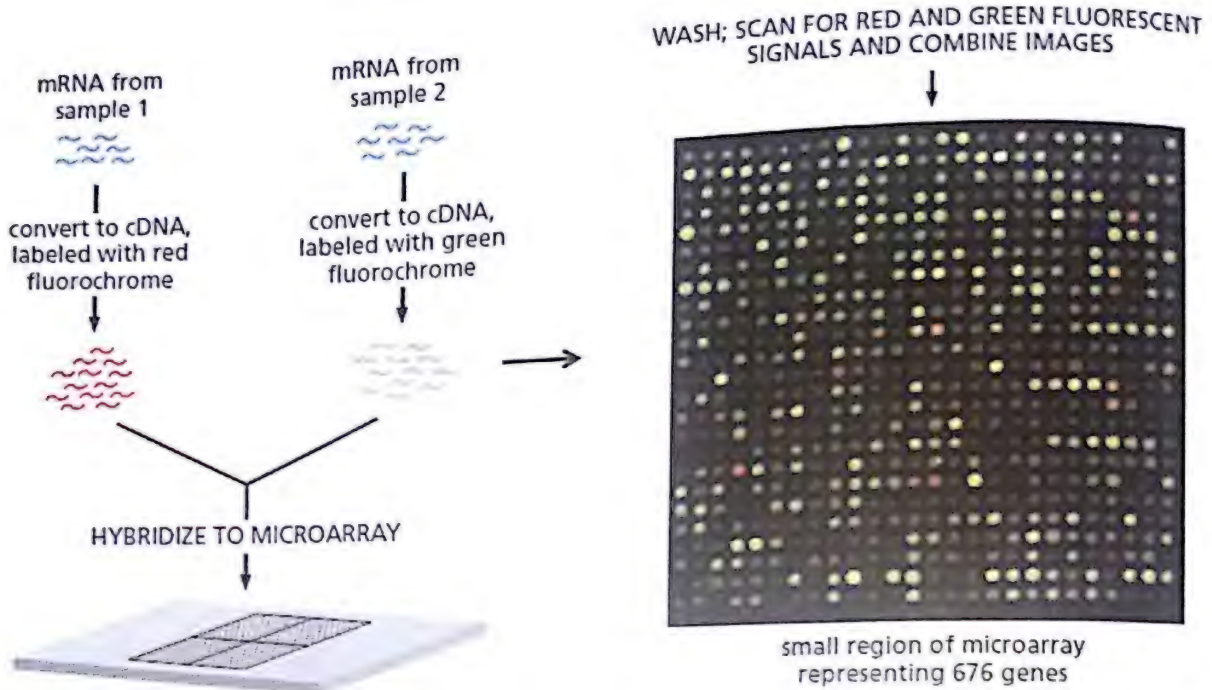 mRNA from
sample 1
convert to cDNA,
labeled with red
fluorochrome
mRNA from
sample 2
convert to cDNA,
labeled with green
fluorochrome
HYBRIDIZE TO MICROARRAY
WASH; SCAN FOR RED AND GREEN FLUORESCENT
SIGNALS AND COMBINE IMAGES
small region of microarray
representing 676 genes